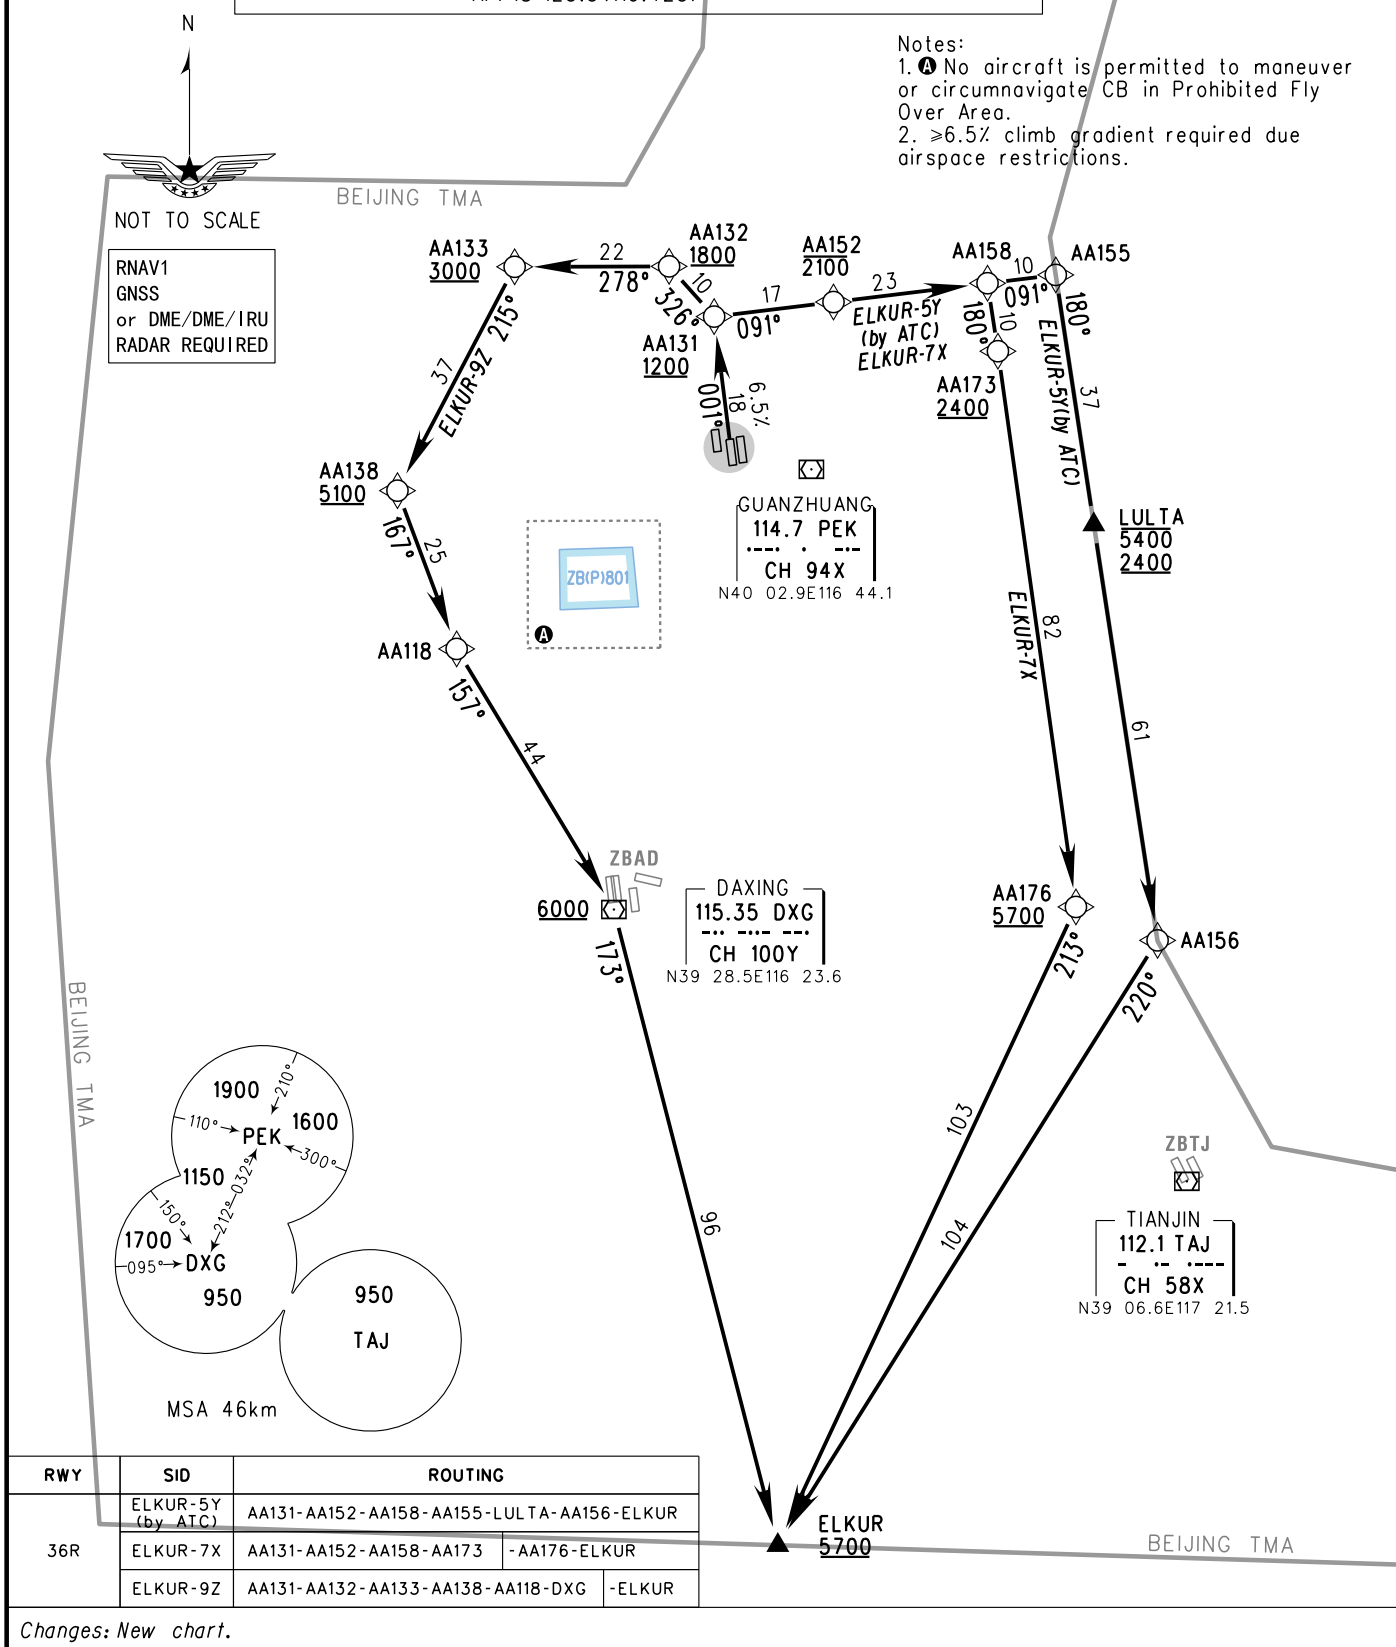 N
NOT TO SCALE
RNAV1
GNSS
or DME/DME/IRU
RADAR REQUIRED
Notes:
1. A No aircraft is permitted to maneuver
or circumnavigate CB in Prohibited Fly
Over Area.
2. ≥6.5% climb gradient required due
airspace restrictions.
BEIJING TMA
AA133
3000
22
278°
AA132
1800
10
326°
AA131
1200
17
091°
AA152
2100
23
ELKUR-5Y
(by ATC)
ELKUR-7X
AA158
10
091°
AA155
180°
10
180°
AA173
2400
ELKUR-5Y(by ATC)
37
6.5%
18
001°
215°
37
ELKUR-9Z
AA138
5100
167°
25
AA118
157°
44
ZB(P)801
A
GUANZHUANG
114.7 PEK
·--· · -·-
CH 94X
N40 02.9E116 44.1
LULTA
5400
2400
ELKUR-7X
82
61
ZBAD
6000
173°
DAXING
115.35 DXG
-·· -··- --·
CH 100Y
N39 28.5E116 23.6
AA176
5700
213°
AA156
220°
BEIJING TMA
1900
210°
110°
PEK
1600
300°
1150
032°
212°
150°
1700
095°
DXG
950
950
TAJ
MSA 46km
96
103
104
ZBTJ
TIANJIN
112.1 TAJ
- ·- ·---
CH 58X
N39 06.6E117 21.5
ELKUR
5700
BEIJING TMA
RWY SID ROUTING
36R
ELKUR-5Y
(by ATC)
AA131-AA152-AA158-AA155-LULTA-AA156-ELKUR
ELKUR-7X AA131-AA152-AA158-AA173 -AA176-ELKUR
ELKUR-9Z AA131-AA132-AA133-AA138-AA118-DXG -ELKUR
Changes: New chart.